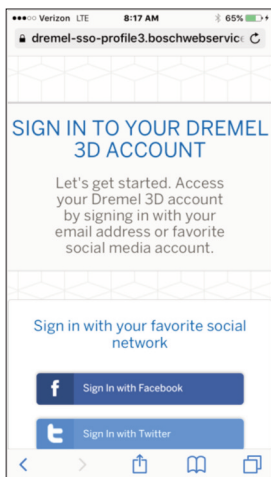 Verizon LTE 8:17 AM 65%
dremel-sso-profile3.boschwebservic
SIGN IN TO YOUR DREMEL
3D ACCOUNT
Let's get started. Access
your Dremel 3D account
by signing in with your
email address or favorite
social media account.
Sign in with your favorite social
network
f Sign In with Facebook
Sign In with Twitter